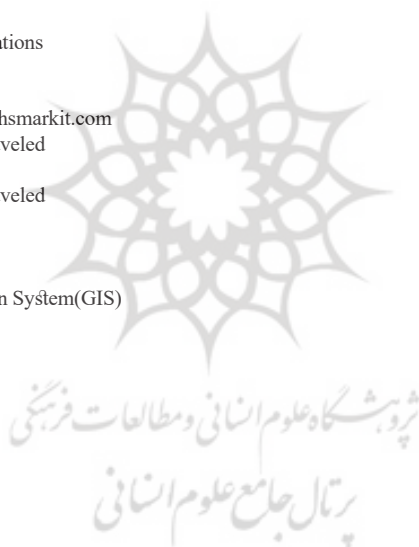 ations
hsmarkit.com
veled
veled
n System(GIS)
پژوهشگاه علوم انسانی و مطالعات فرهنگی
پرتال جامع علوم انسانی